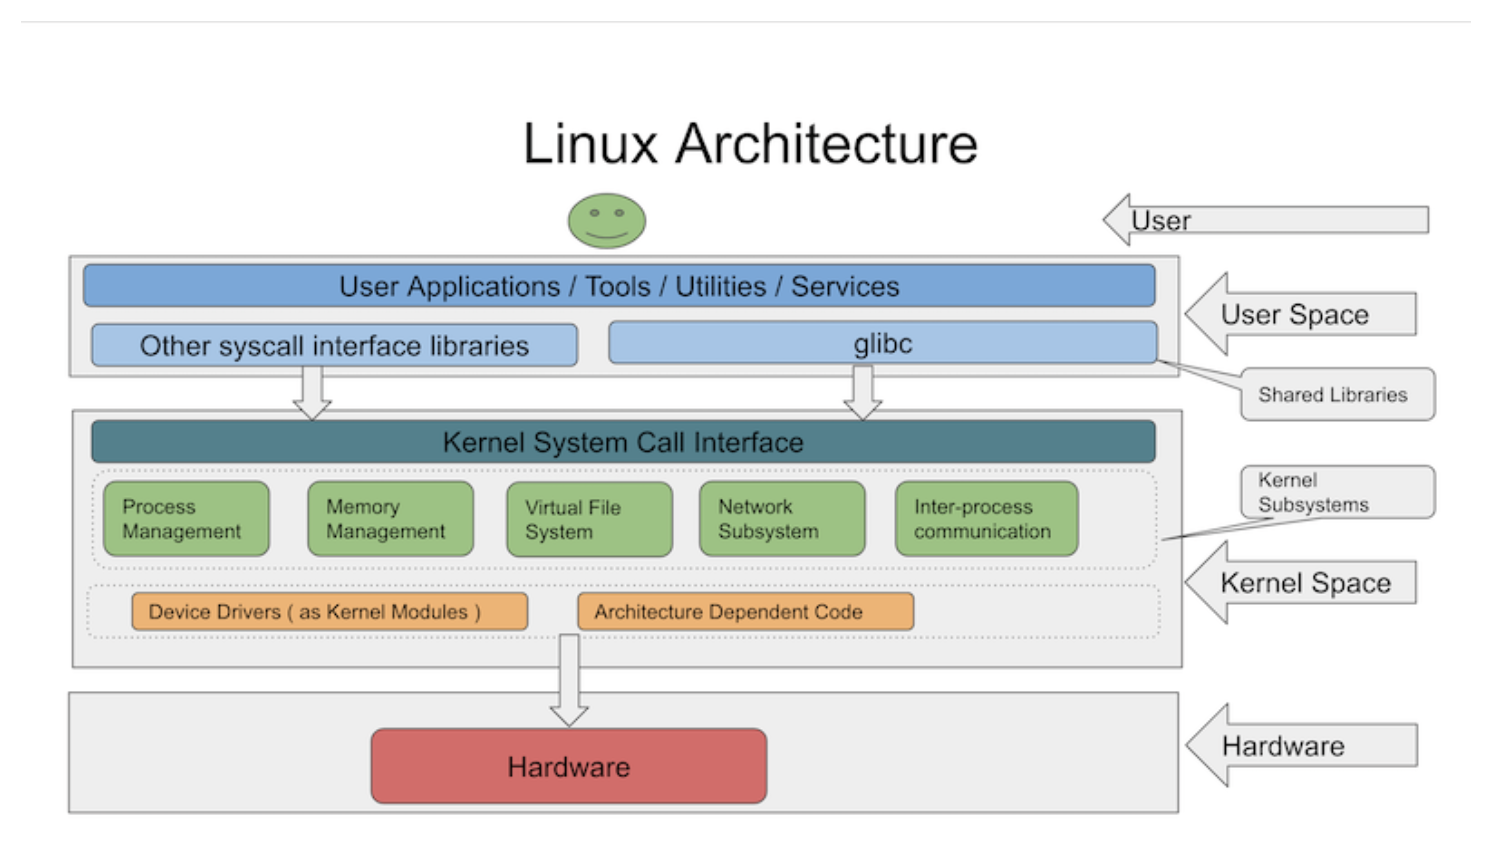 Linux Architecture
User
User Applications / Tools / Utilities / Services
User Space
Other syscall interface libraries
glibc
Shared Libraries
Kernel System Call Interface
Kernel
Subsystems
Process
Management
Memory
Management
Virtual File
System
Network
Subsystem
Inter-process
communication
Kernel Space
Device Drivers ( as Kernel Modules )
Architecture Dependent Code
Hardware
Hardware